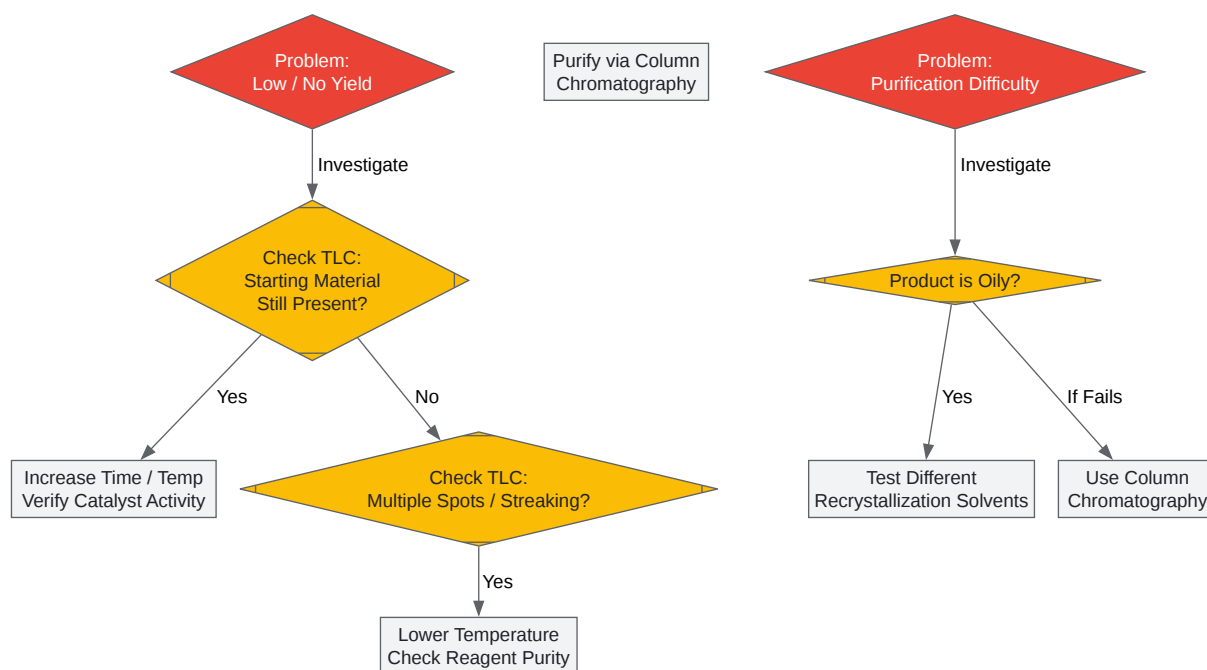 Problem:
Low / No Yield
Purify via Column
Chromatography
Problem:
Purification Difficulty
Investigate
Investigate
Check TLC:
Starting Material
Still Present?
Product is Oily?
Yes
No
Yes
If Fails
Increase Time / Temp
Verify Catalyst Activity
Check TLC:
Multiple Spots / Streaking?
Test Different
Recrystallization Solvents
Use Column
Chromatography
Yes
Lower Temperature
Check Reagent Purity